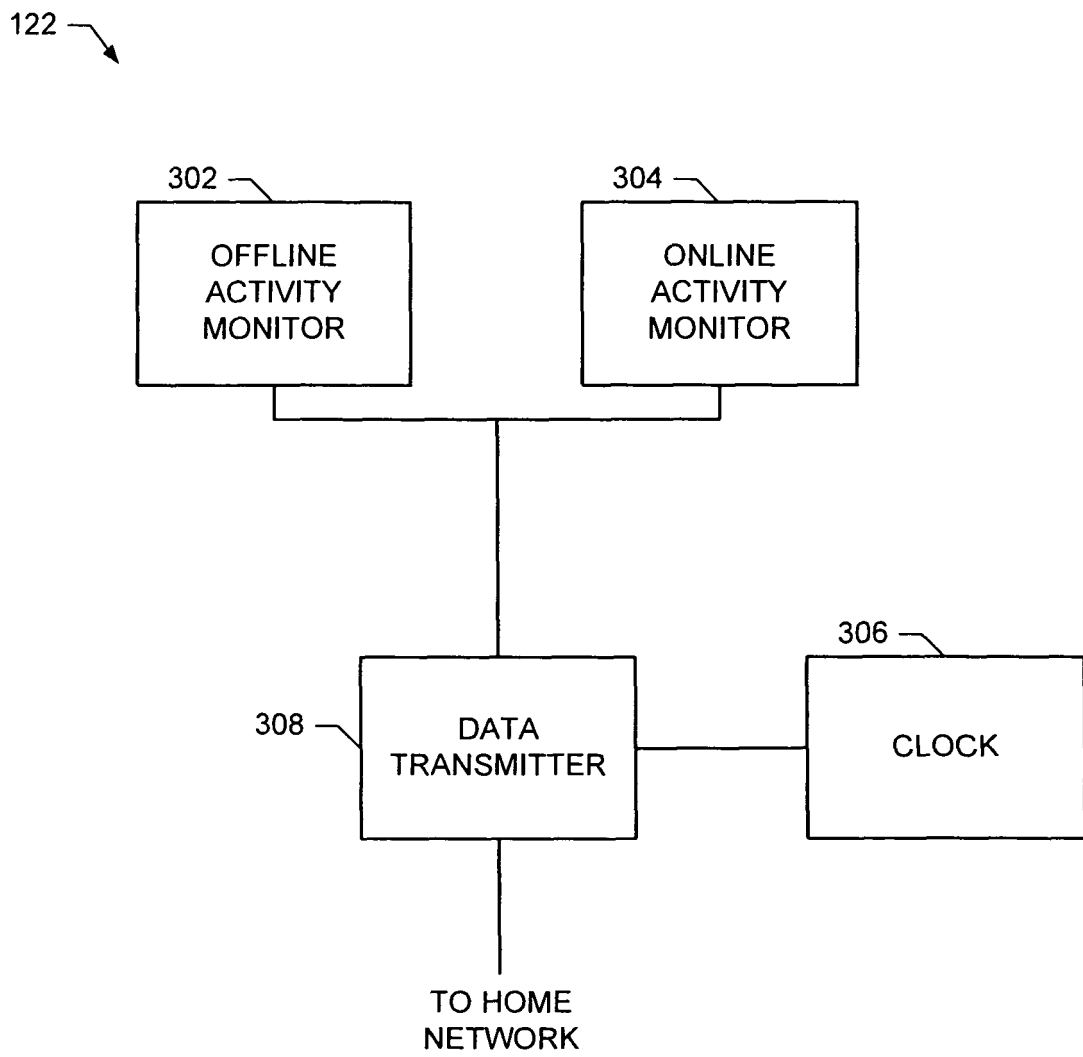 122
302
304
OFFLINE
ACTIVITY
MONITOR
ONLINE
ACTIVITY
MONITOR
306
308
DATA
TRANSMITTER
CLOCK
TO HOME
NETWORK